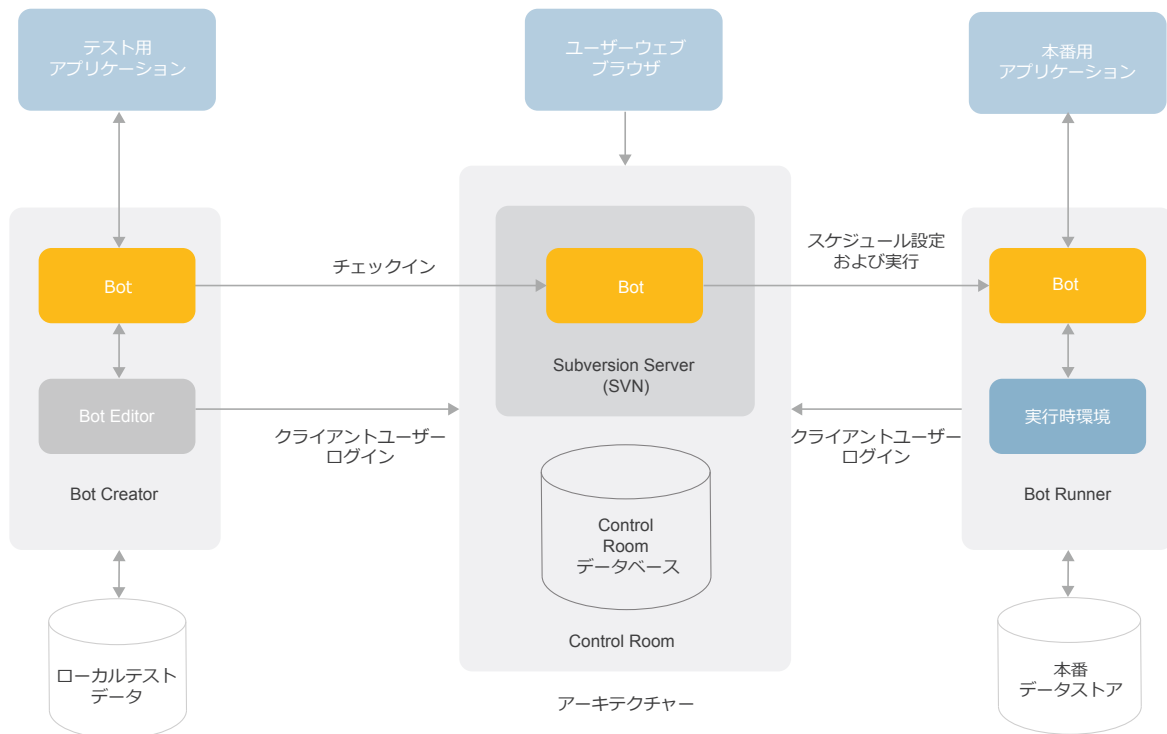 テスト用
アプリケーション
ユーザーウェブ
ブラウザ
本番用
アプリケーション
Bot
チェックイン
Bot
スケジュール設定
および実行
Bot
Subversion Server
(SVN)
Bot Editor
クライアントユーザー
ログイン
クライアントユーザー
ログイン
実行時環境
Bot Creator
Control
Room
データベース
Bot Runner
Control Room
ローカルテスト
データ
アーキテクチャー
本番
データストア